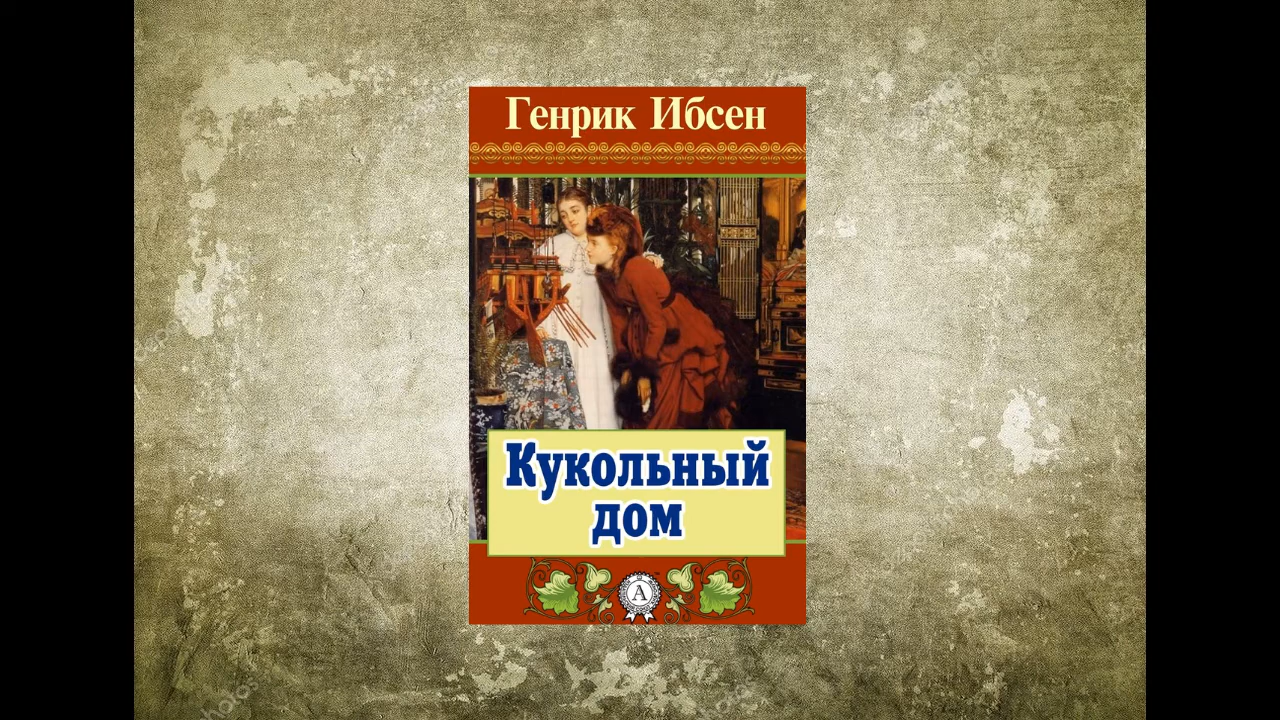 Генрик Ибсен
Кукольный
дом
А